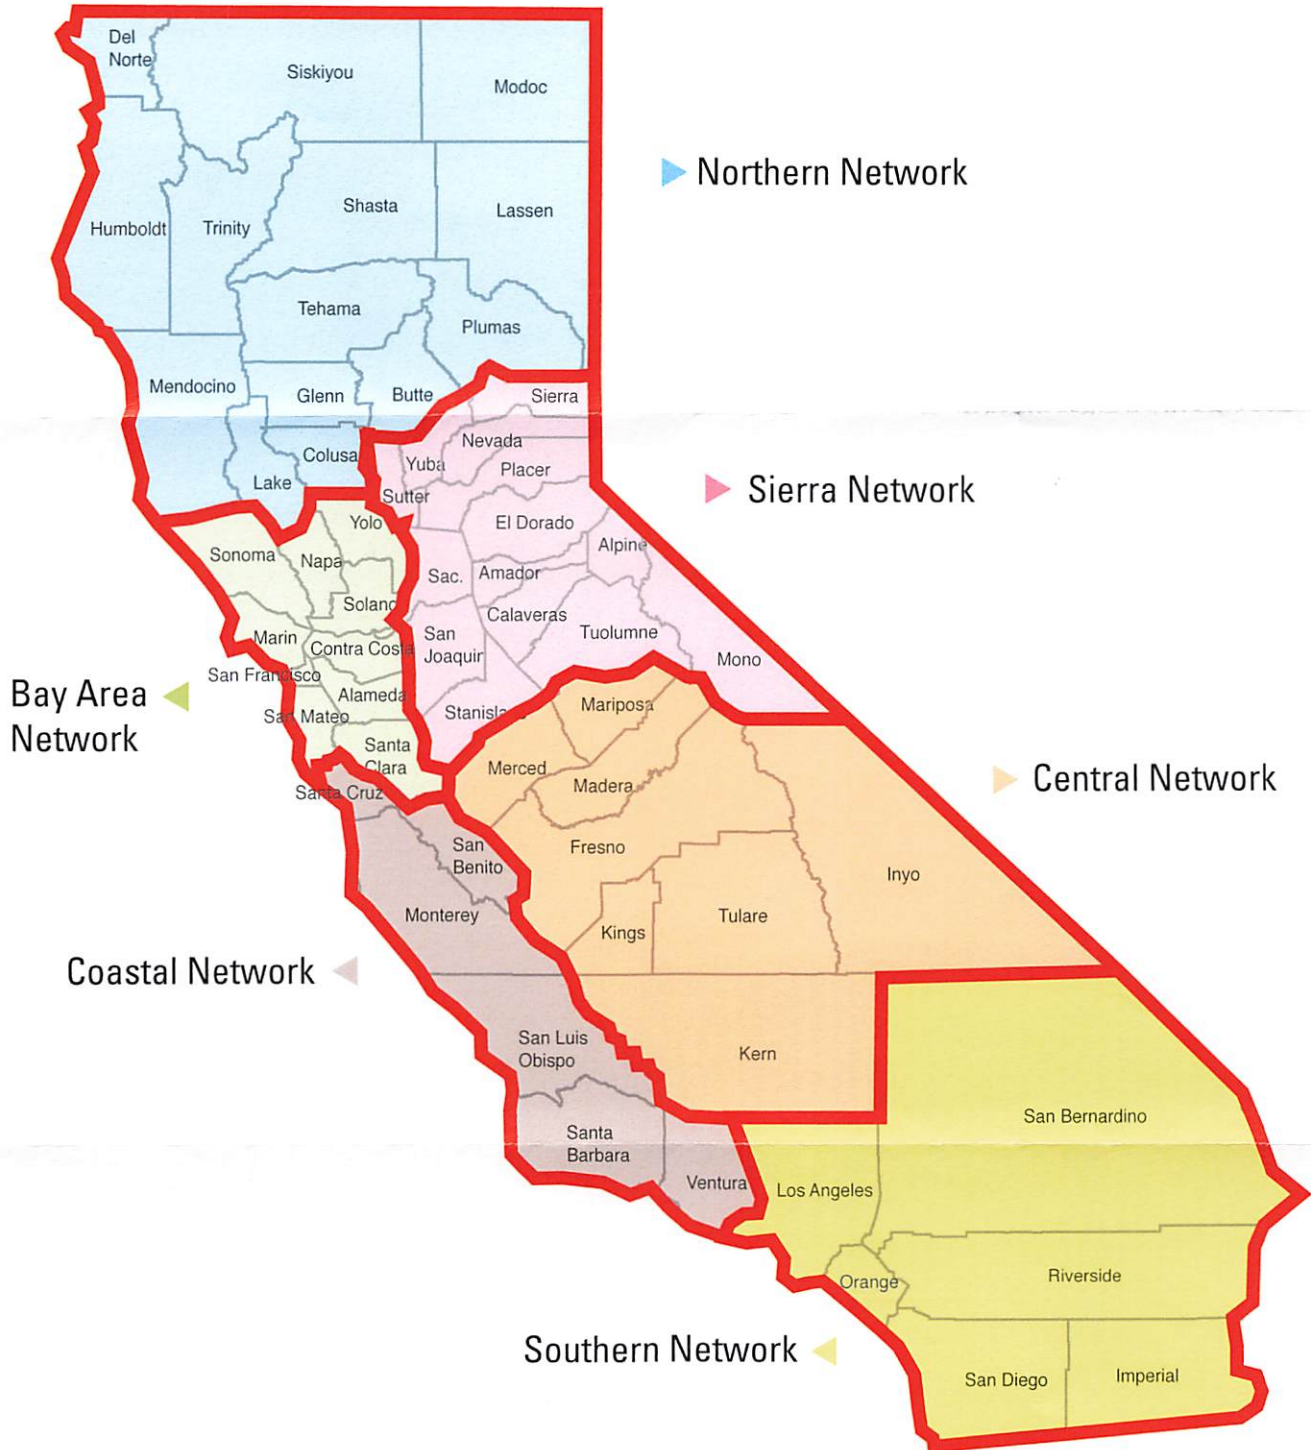 Del
Norte
Siskiyou
Modoc
Northern Network
Shasta
Lassen
Humboldt
Trinity
Tehama
Plumas
Mendocino
Glenn
Butte
Sierra
Nevada
Colusa
Yuba
Placer
Lake
Sutter
Sierra Network
Yolo
El Dorado
Sonoma
Napa
Alpine
Sac.
Amador
Solano
Calaveras
Marin
Contra Costa
San
Joaquin
Tuolumne
Mono
San Francisco
Bay Area
Network
Alameda
San Mateo
Stanislaus
Mariposa
Santa
Clara
Merced
Madera
Central Network
Santa Cruz
San
Benito
Fresno
Inyo
Monterey
Kings
Tulare
Coastal Network
San Luis
Obispo
Kern
San Bernardino
Santa
Barbara
Ventura
Los Angeles
Orange
Riverside
Southern Network
San Diego
Imperial